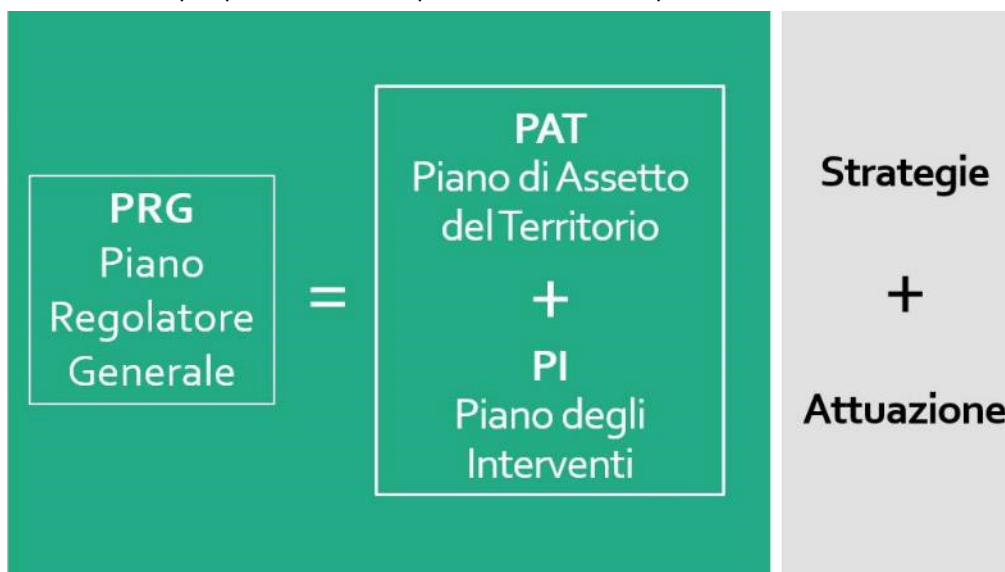 PRG
Piano
Regolatore
Generale
=
PAT
Piano di Assetto
del Territorio
+
PI
Piano degli
Interventi
Strategie
+
Attuazione